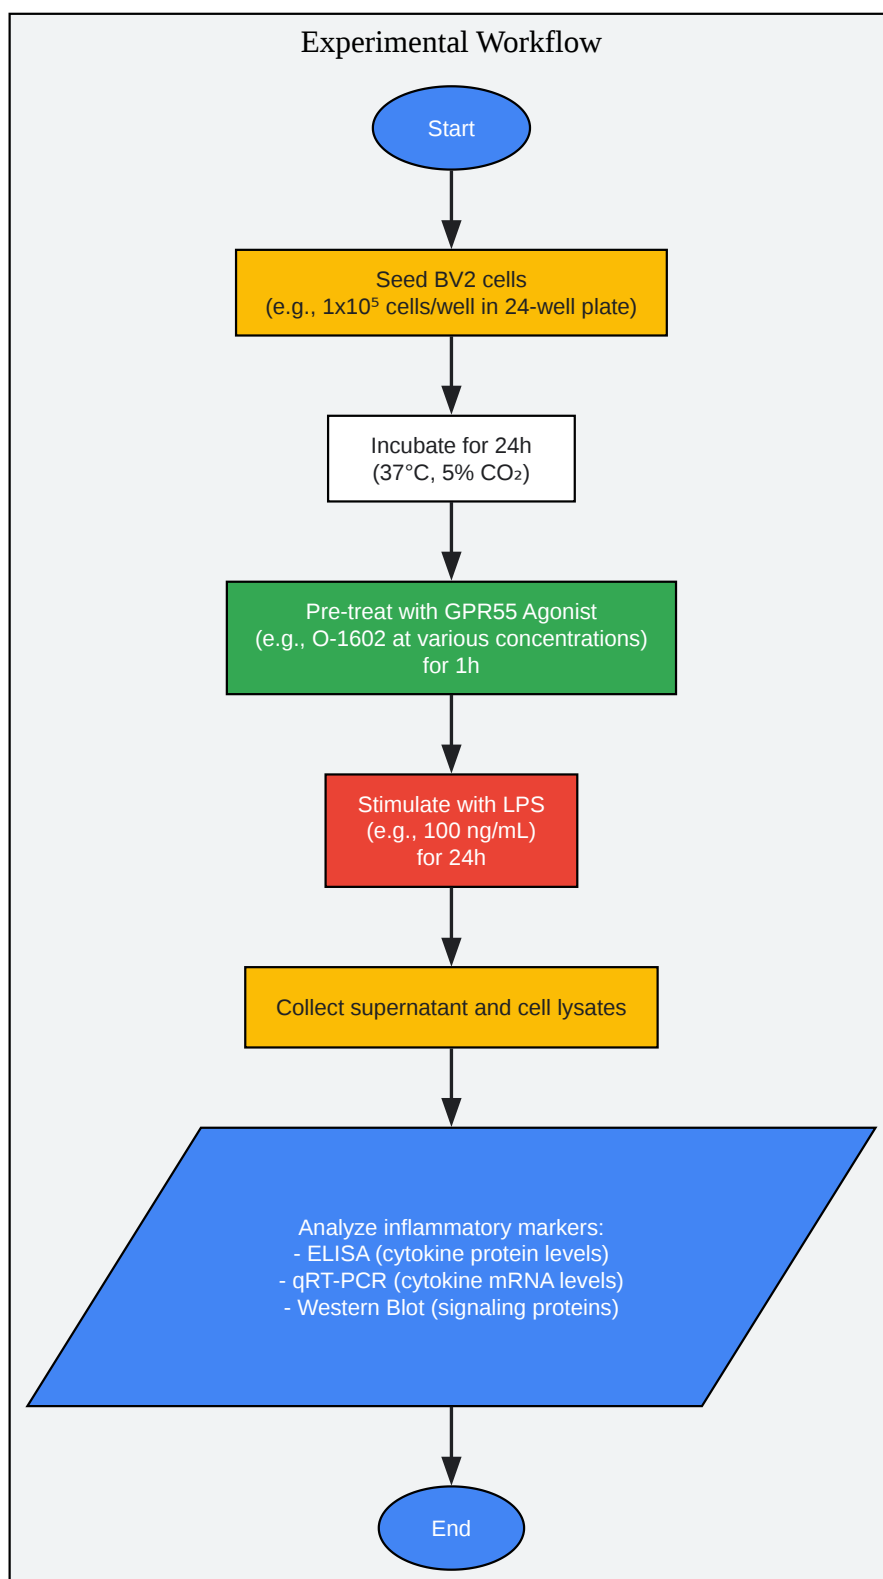 Experimental Workflow
Start
Seed BV2 cells
(e.g., 1x10⁵ cells/well in 24-well plate)
Incubate for 24h
(37°C, 5% CO₂)
Pre-treat with GPR55 Agonist
(e.g., O-1602 at various concentrations)
for 1h
Stimulate with LPS
(e.g., 100 ng/mL)
for 24h
Collect supernatant and cell lysates
Analyze inflammatory markers:
- ELISA (cytokine protein levels)
- qRT-PCR (cytokine mRNA levels)
- Western Blot (signaling proteins)
End